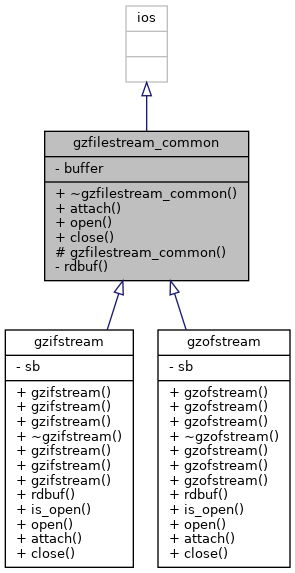 ios
gzfilestream_common
- buffer
+ ~gzfilestream_common()
+ attach()
+ open()
+ close()
# gzfilestream_common()
- rdbuf()
gzifstream
- sb
+ gzifstream()
+ gzifstream()
+ gzifstream()
+ ~gzifstream()
+ gzifstream()
+ gzifstream()
+ gzifstream()
+ rdbuf()
+ is_open()
+ open()
+ attach()
+ close()
gzofstream
- sb
+ gzofstream()
+ gzofstream()
+ gzofstream()
+ ~gzofstream()
+ gzofstream()
+ gzofstream()
+ gzofstream()
+ rdbuf()
+ is_open()
+ open()
+ attach()
+ close()